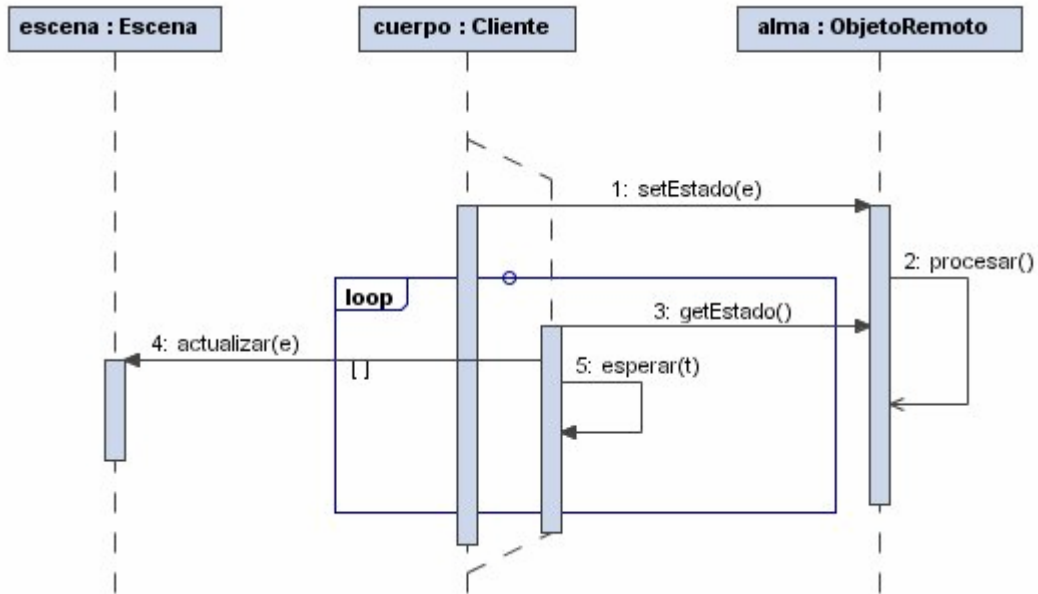 escena : Escena
cuerpo : Cliente
alma : ObjetoRemoto
1: setEstado(e)
2: procesar()
loop
3: getEstado()
4: actualizar(e)
[ ]
5: esperar(t)